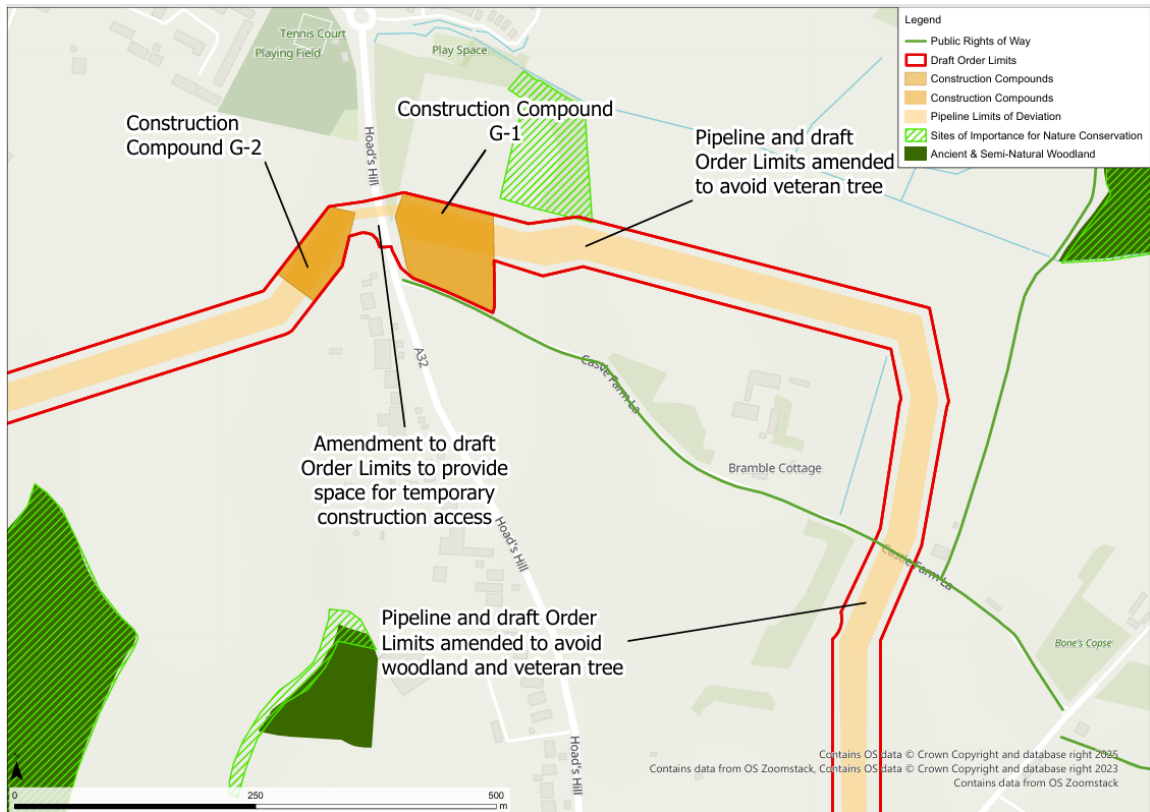 Legend
Public Rights of Way
Draft Order Limits
Construction Compounds
Construction Compounds
Pipeline Limits of Deviation
Sites of Importance for Nature Conservation
Ancient & Semi-Natural Woodland
Tennis Court
Playing Field
Play Space
Construction
Compound G-2
Construction Compound
G-1
Pipeline and draft
Order Limits amended
to avoid veteran tree
Hoad's Hill
A32
Castle Farm La
Amendment to draft
Order Limits to provide
space for temporary
construction access
Bramble Cottage
Hoad's Hill
Castle Farm La
Pipeline and draft Order
Limits amended to avoid
woodland and veteran tree
Bone's Copse
Hoad's Hill
Contains OS data © Crown Copyright and database right 2025
Contains data from OS Zoomstack, Contains OS data © Crown Copyright and database right 2023
Contains data from OS Zoomstack
0
250
500
m